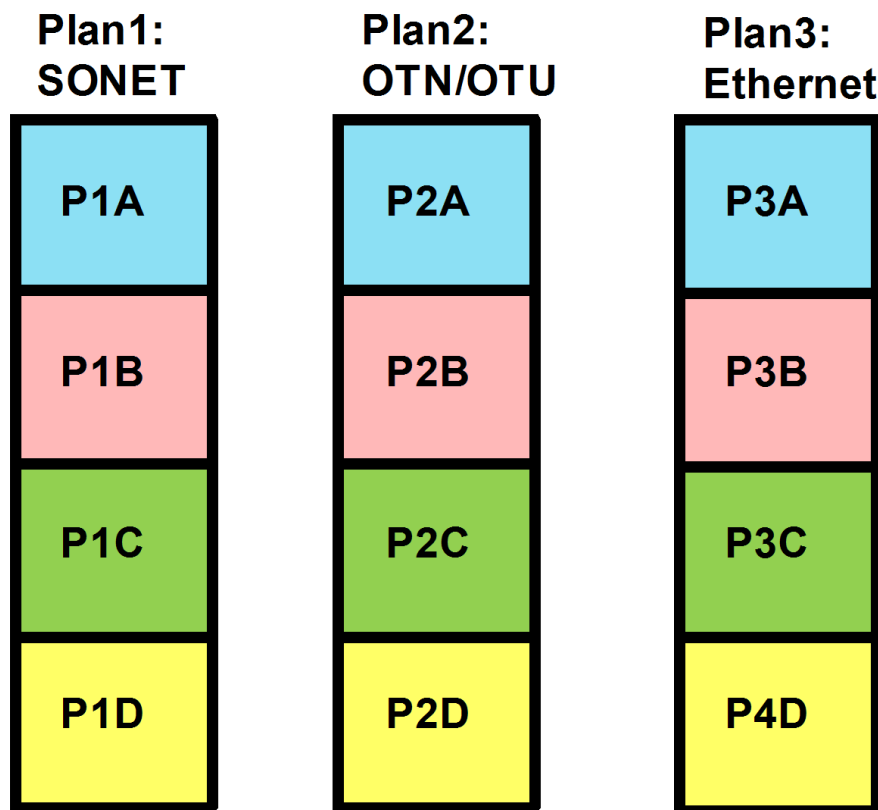 Plan1:
SONET
P1A
P1B
P1C
P1D
Plan2:
OTN/OTU
P2A
P2B
P2C
P2D
Plan3:
Ethernet
P3A
P3B
P3C
P4D